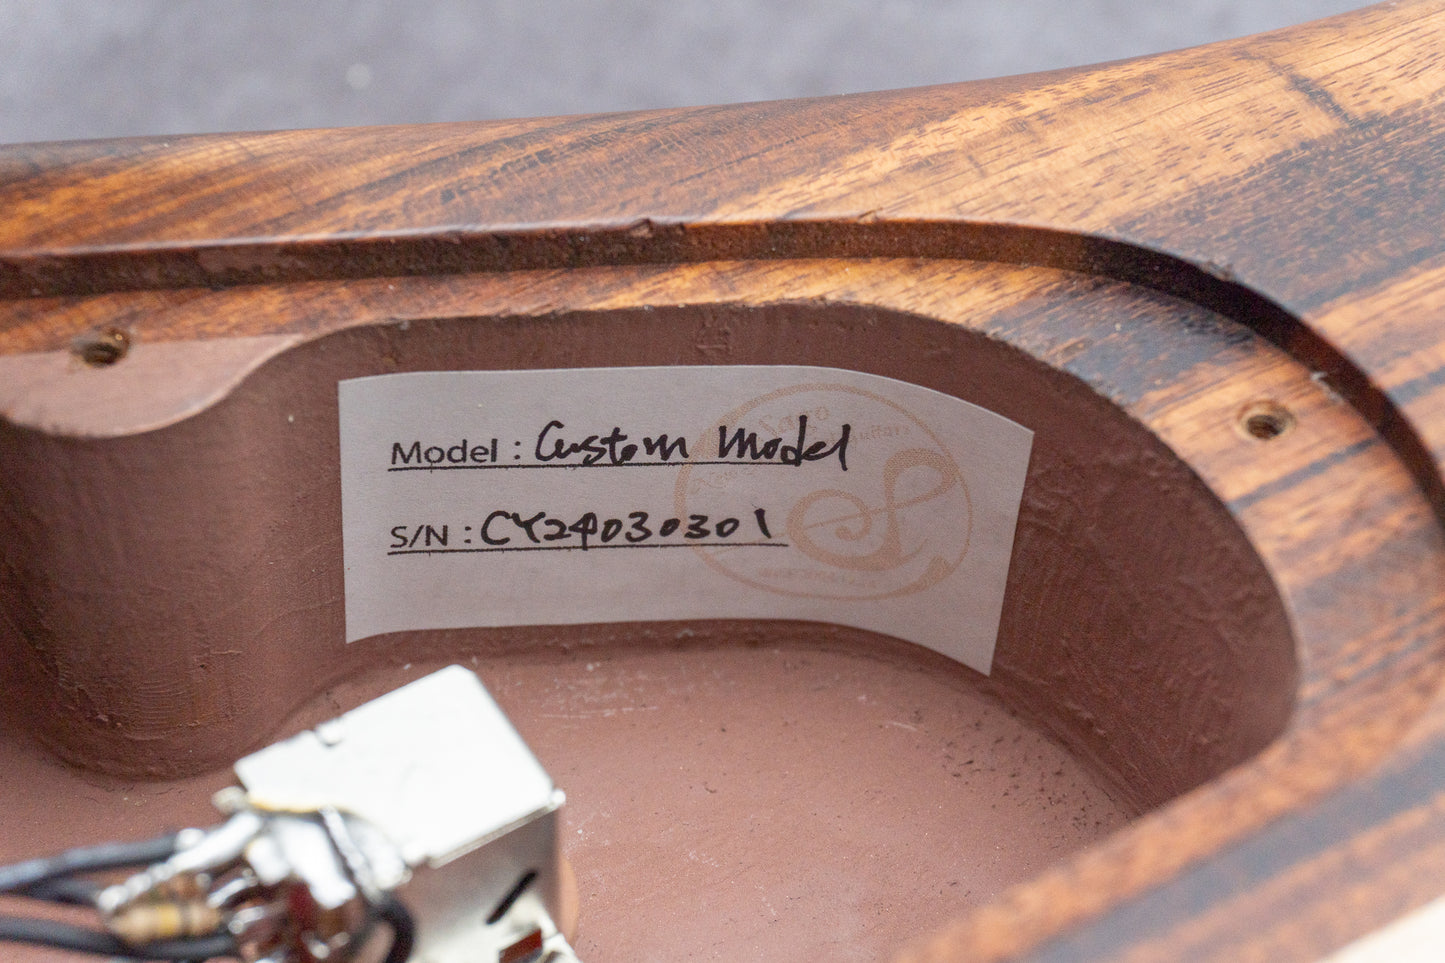 Model : Custom Model
S/N : CY24030301